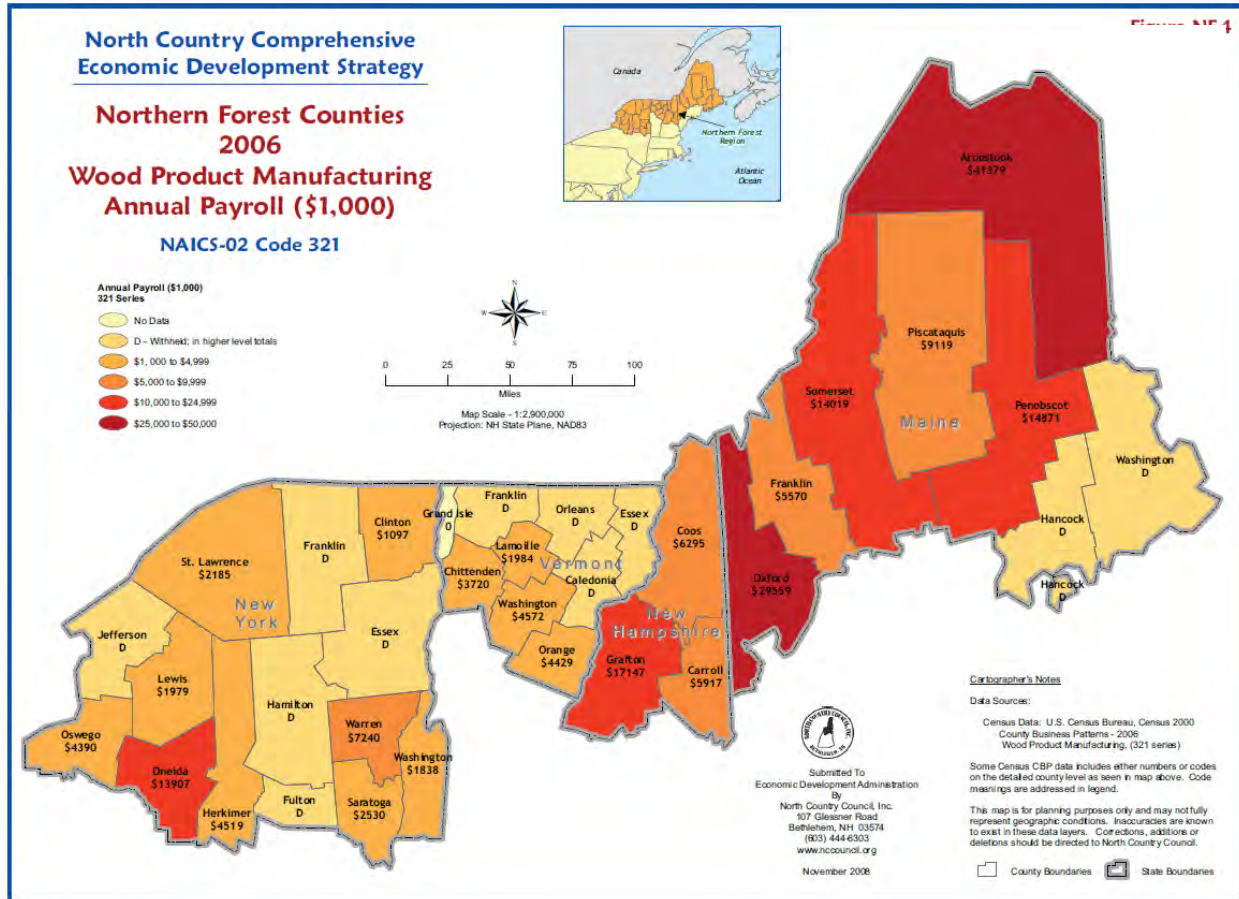 North Country Comprehensive
Economic Development Strategy
Northern Forest Counties
2006
Wood Product Manufacturing
Annual Payroll ($1,000)
NAICS-02 Code 321
Canada
Northern Forest
Region
Atlantic
Ocean
Annual Payroll ($1,000)
321 Series
No Data
D - Withheld; in higher level totals
$1, 000 to $4,999
$5,000 to $9,999
$10,000 to $24,999
$25,000 to $50,000
N
W
E
S
0 25 50 75 100
Miles
Map Scale - 1:2,900,000
Projection: NH State Plane, NAD83
Aroostook
$41379
Piscataquis
$9119
Somerset
$14019
Penobscot
$14871
Maine
Washington
D
Franklin
$5570
Hancock
D
Hancock
D
Oxford
$29559
Coos
$6295
New
Hampshire
Grafton
$17147
Carroll
$5917
Grand Isle
0
Franklin
D
Orleans
D
Essex
D
Lamoille
$1984
Vermont
Chittenden
$3720
Caledonia
D
Washington
$4572
Orange
$4429
Clinton
$1097
Franklin
D
St. Lawrence
$2185
New
York
Jefferson
D
Essex
D
Lewis
$1979
Hamilton
D
Oswego
$4390
Warren
$7240
Washington
$1838
Oneida
$13907
Herkimer
$4519
Fulton
D
Saratoga
$2530
Submitted To
Economic Development Administration
By
North Country Council, Inc.
107 Glessner Road
Bethlehem, NH 03574
(603) 444-6303
www.nccouncil.org
November 2008
Cartographer's Notes
Data Sources:
Census Data: U.S. Census Bureau, Census 2000
County Business Patterns - 2006
Wood Product Manufacturing, (321 series)
Some Census CBP data includes either numbers or codes
on the detailed county level as seen in map above. Code
meanings are addressed in legend.
This map is for planning purposes only and may not fully
represent geographic conditions. Inaccuracies are known
to exist in these data layers. Corrections, additions or
deletions should be directed to North Country Council.
County Boundaries
State Boundaries